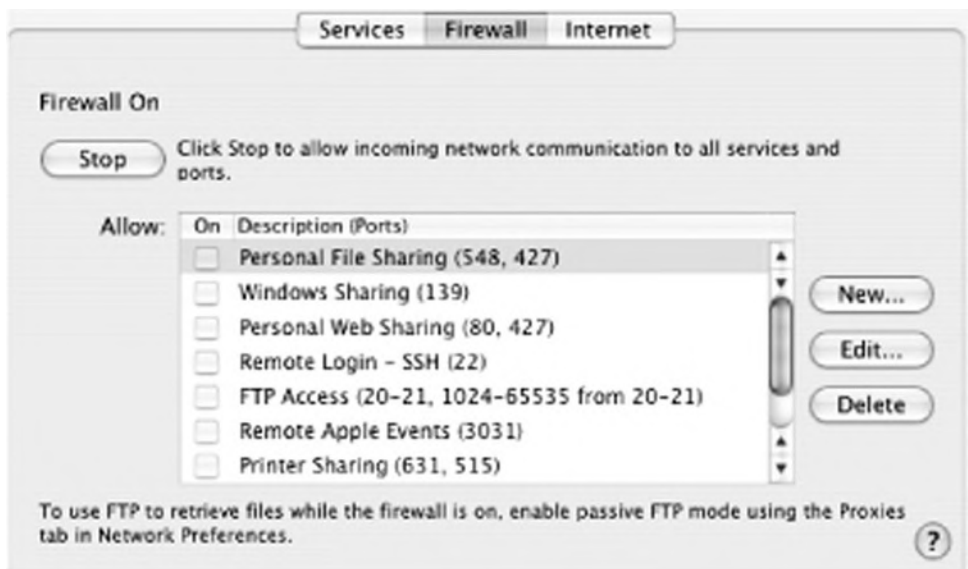 Services Firewall Internet
Firewall On
Stop
Click Stop to allow incoming network communication to all services and
ports.
Allow:
On Description (Ports)
Personal File Sharing (548, 427)
Windows Sharing (139)
Personal Web Sharing (80, 427)
Remote Login – SSH (22)
FTP Access (20-21, 1024-65535 from 20-21)
Remote Apple Events (3031)
Printer Sharing (631, 515)
New...
Edit...
Delete
To use FTP to retrieve files while the firewall is on, enable passive FTP mode using the Proxies
tab in Network Preferences.
?